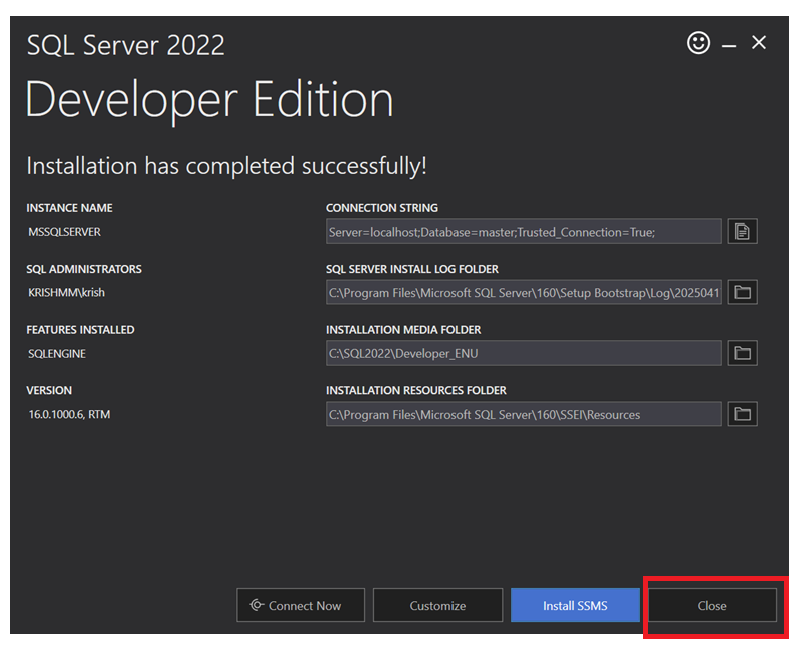 SQL Server 2022
Developer Edition
Installation has completed successfully!
INSTANCE NAME
MSSQLSERVER
CONNECTION STRING
Server=localhost;Database=master;Trusted_Connection=True;
SQL ADMINISTRATORS
KRISHMM\krish
SQL SERVER INSTALL LOG FOLDER
C:\Program Files\Microsoft SQL Server\160\Setup Bootstrap\Log\2025041
FEATURES INSTALLED
SQLENGINE
INSTALLATION MEDIA FOLDER
C:\SQL2022\Developer_ENU
VERSION
16.0.1000.6, RTM
INSTALLATION RESOURCES FOLDER
C:\Program Files\Microsoft SQL Server\160\SSEI\Resources
Connect Now
Customize
Install SSMS
Close